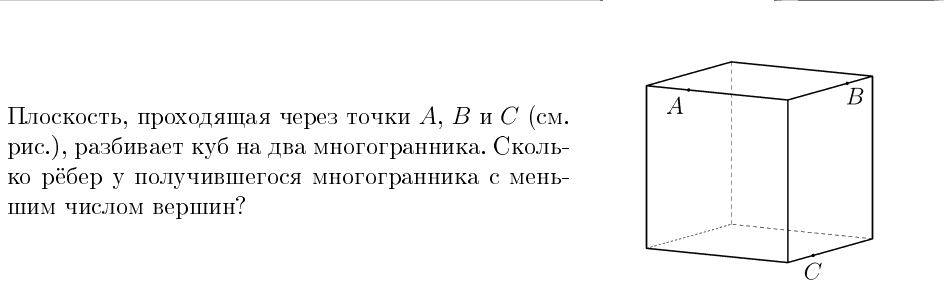 Плоскость, проходящая через точки A, B и C (см.
рис.), разбивает куб на два многогранника. Сколь-
ко рёбер у получившегося многогранника с мень-
шим числом вершин?
A
B
C